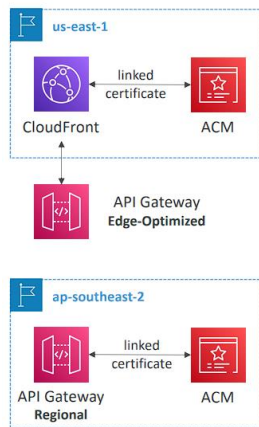 us-east-1
linked
certificate
CloudFront
ACM
API Gateway
Edge-Optimized
ap-southeast-2
linked
certificate
API Gateway
Regional
ACM